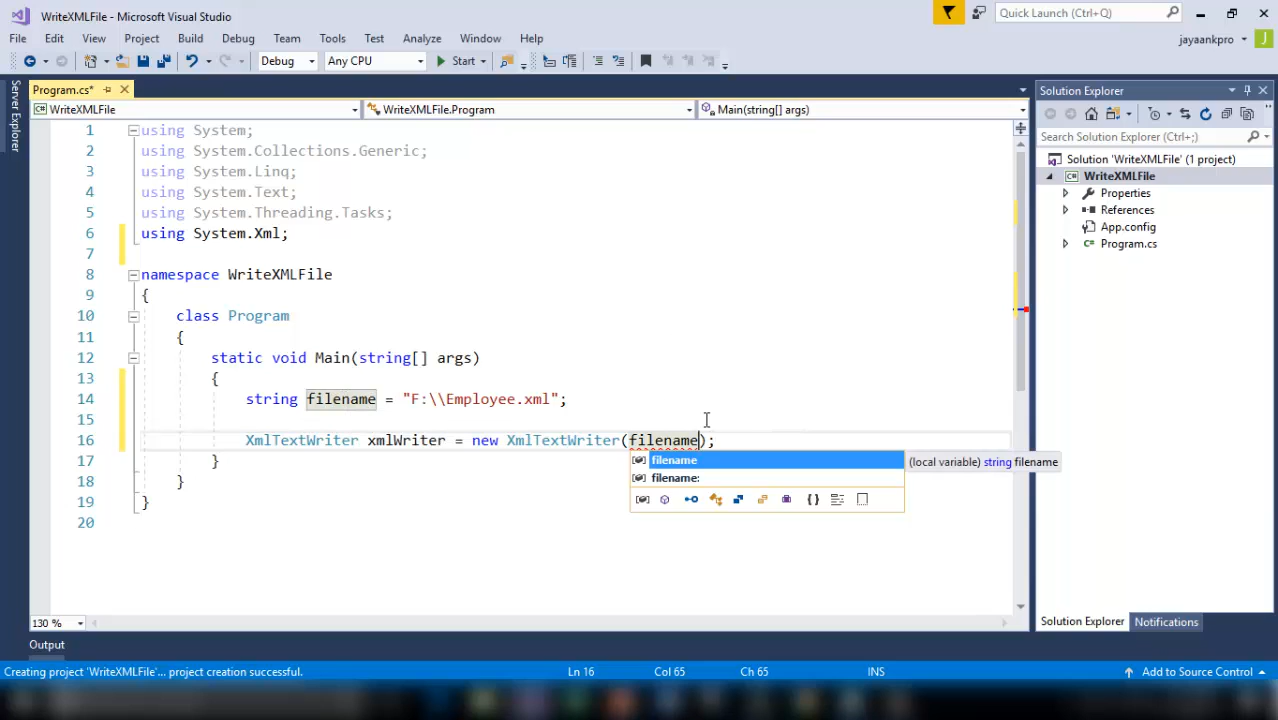 WriteXMLFile - Microsoft Visual Studio
Quick Launch (Ctrl+Q)
File Edit View Project Build Debug Team Tools Test Analyze Window Help
jayaankpro J
Debug Any CPU Start
Server Explorer
Program.cs*
WriteXMLFile WriteXMLFile.Program Main(string[] args)
1 using System;
2 using System.Collections.Generic;
3 using System.Linq;
4 using System.Text;
5 using System.Threading.Tasks;
6 using System.Xml;
7
8 namespace WriteXMLFile
9 {
10 class Program
11 {
12 static void Main(string[] args)
13 {
14 string filename = "F:\\Employee.xml";
15
16 XmlTextWriter xmlWriter = new XmlTextWriter(filename);
17 }
18 }
19 }
20
filename
filename:
(local variable) string filename
130 %
Solution Explorer
Search Solution Explorer (Ctrl+;)
Solution 'WriteXMLFile' (1 project)
WriteXMLFile
Properties
References
App.config
Program.cs
Solution Explorer Notifications
Output
Creating project 'WriteXMLFile'... project creation successful. Ln 16 Col 65 Ch 65 INS Add to Source Control